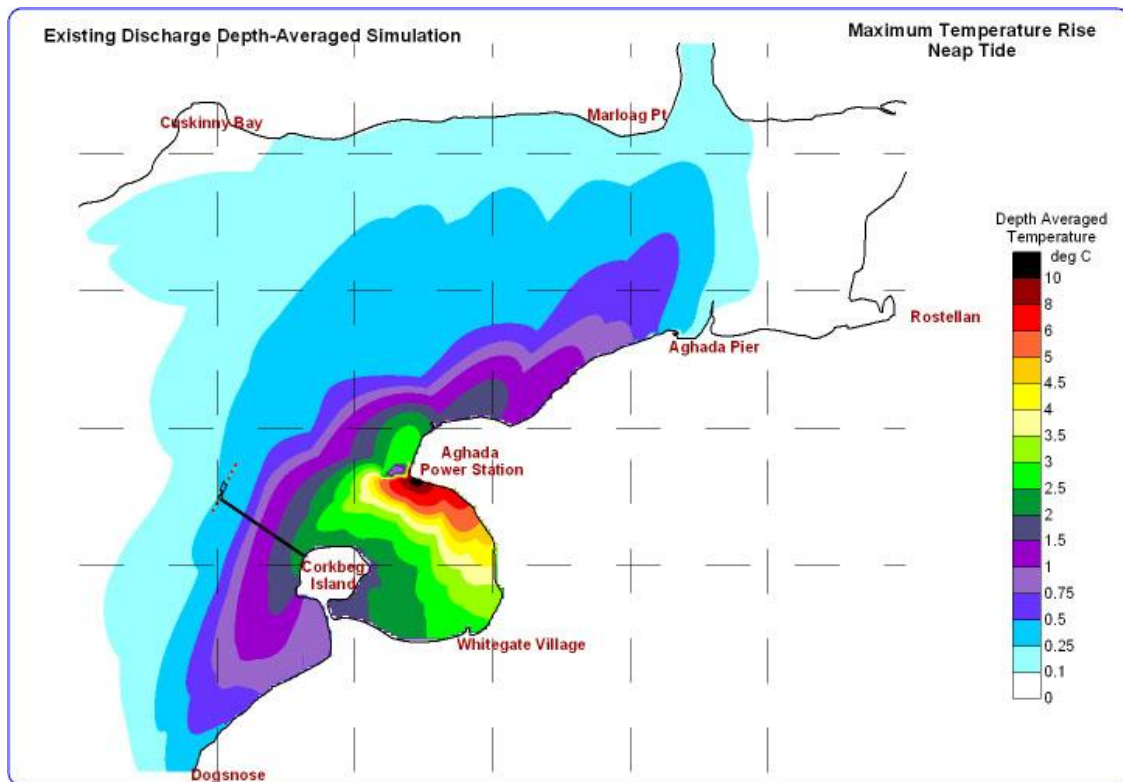 Existing Discharge Depth-Averaged Simulation
Maximum Temperature Rise
Neap Tide
Cuskinny Bay
Marloag Pt
Depth Averaged
Temperature
deg C
10
8
6
5
4.5
4
3.5
3
2.5
2
1.5
1
0.75
0.5
0.25
0.1
0
Rostellan
Aghada Pier
Aghada
Power Station
Corkbeg
Island
Whitegate Village
Dogsnose